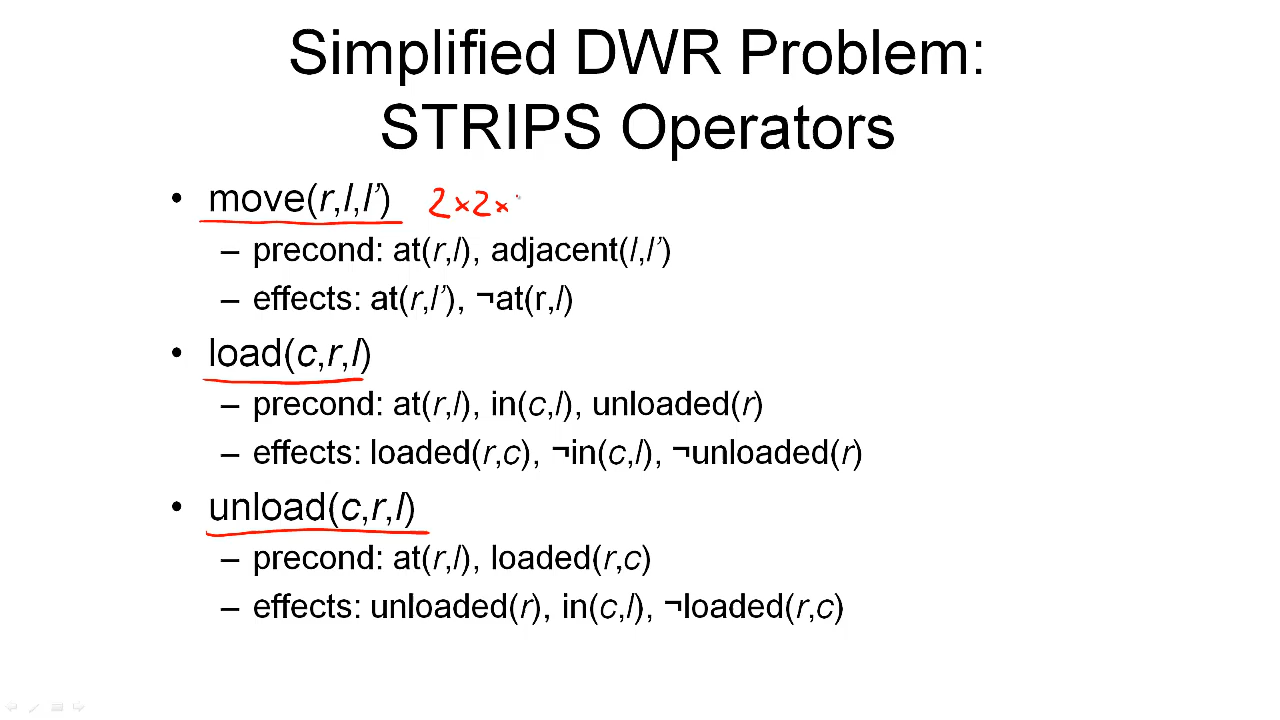 Simplified DWR Problem:
STRIPS Operators
• move(r,l,l’) 2×2×
– precond: at(r,l), adjacent(l,l’)
– effects: at(r,l’), ¬at(r,l)
• load(c,r,l)
– precond: at(r,l), in(c,l), unloaded(r)
– effects: loaded(r,c), ¬in(c,l), ¬unloaded(r)
• unload(c,r,l)
– precond: at(r,l), loaded(r,c)
– effects: unloaded(r), in(c,l), ¬loaded(r,c)